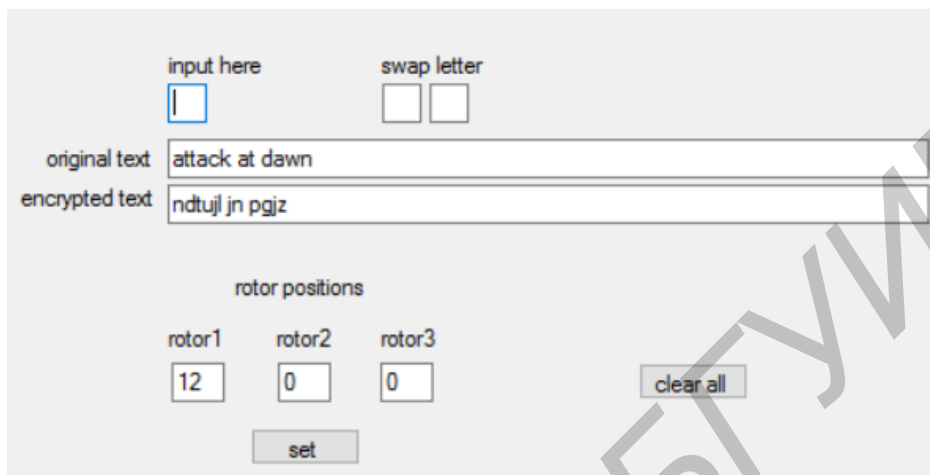 input here swap letter
original text attack at dawn
encrypted text ndtujl jn pgjz
rotor positions
rotor1 rotor2 rotor3
12 0 0 clear all
set
БГУИ